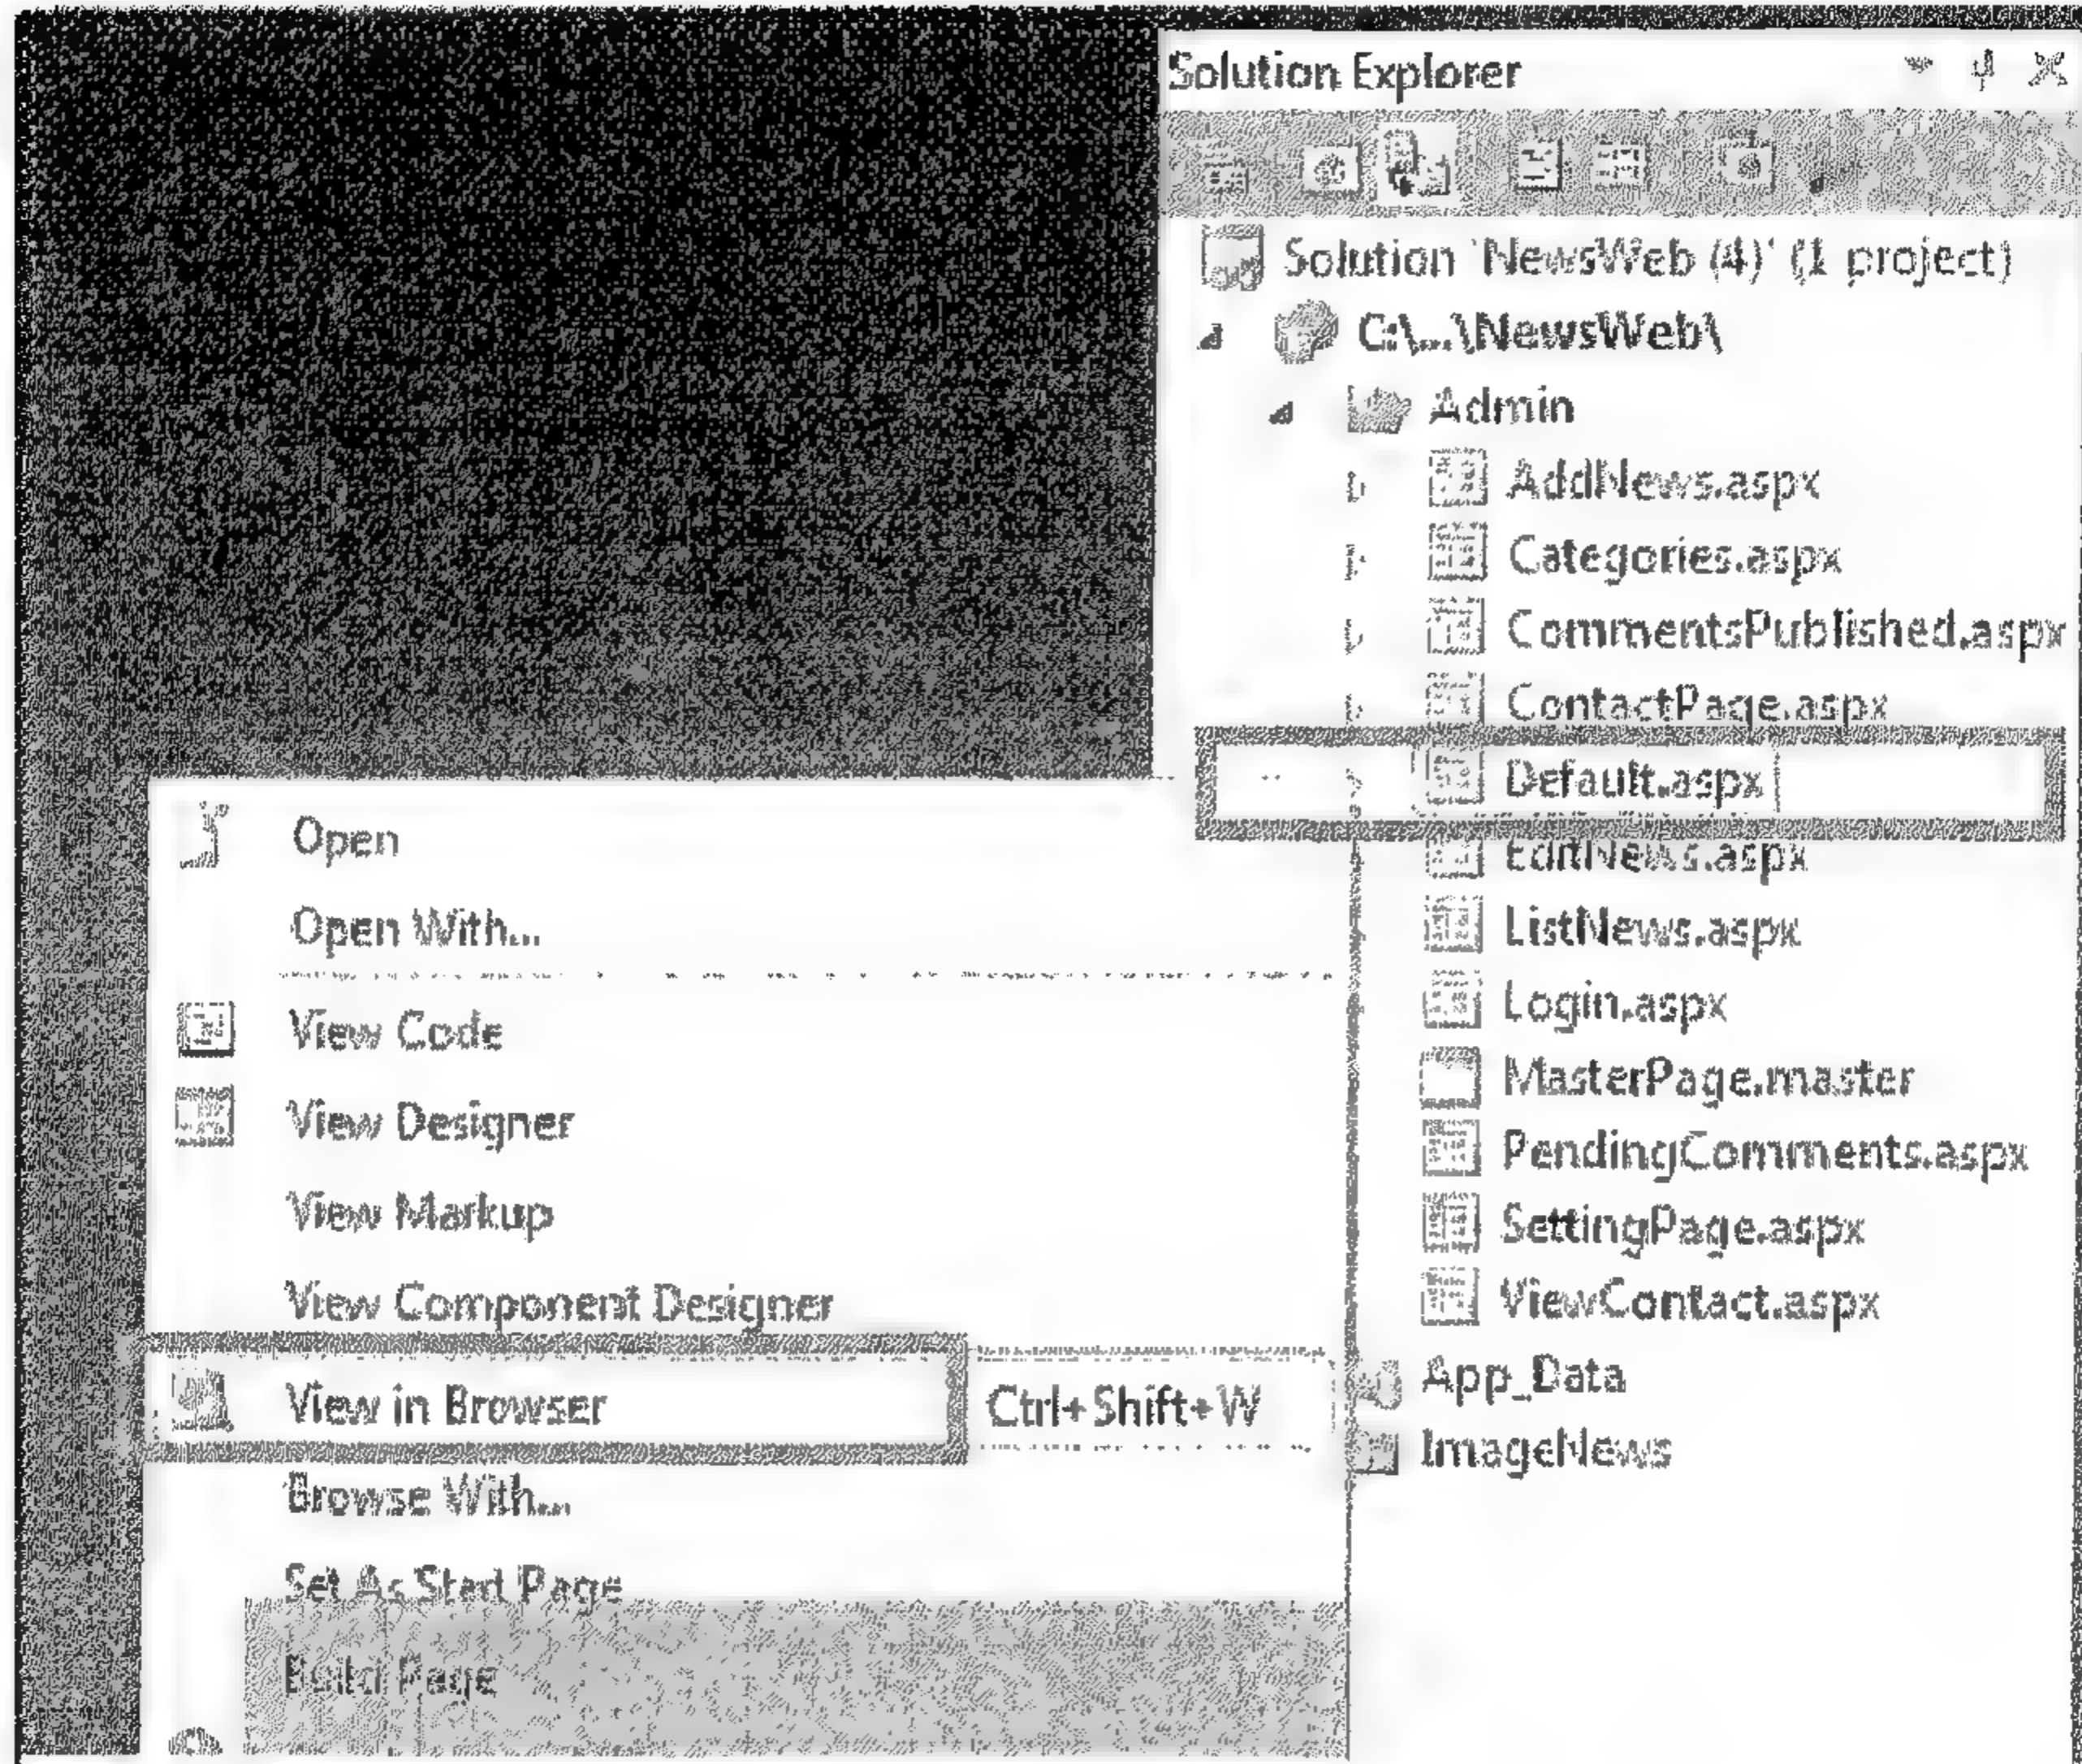 Solution Explorer
Solution 'NewsWeb (4)' (1 project)
C:\...\NewsWeb\
Admin
AddNews.aspx
Categories.aspx
CommentsPublished.aspx
ContactPage.aspx
Default.aspx
EditNews.aspx
ListNews.aspx
Login.aspx
MasterPage.master
PendingComments.aspx
SettingPage.aspx
ViewContact.aspx
App_Data
ImageNews
Open
Open With...
View Code
View Designer
View Markup
View Component Designer
View in Browser Ctrl+Shift+W
Browse With...
Set As Start Page
Build Page